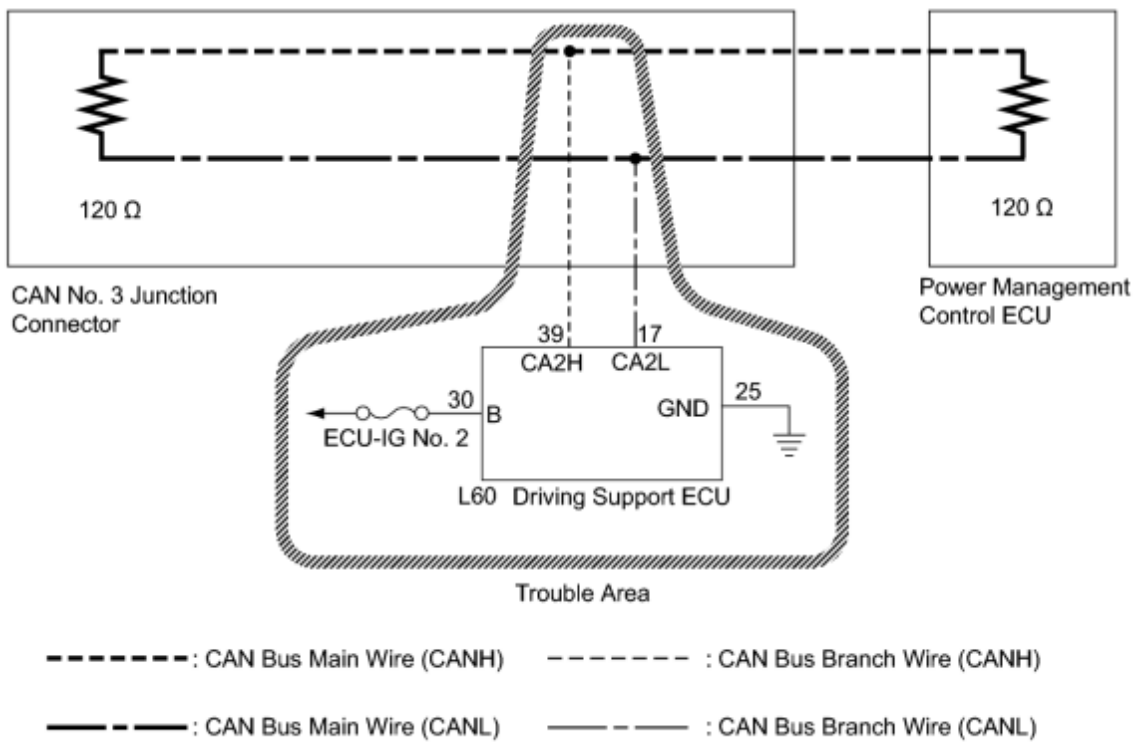 120 Ω
120 Ω
CAN No. 3 Junction
Connector
Power Management
Control ECU
39
17
CA2H
CA2L
30
B
GND
25
ECU-IG No. 2
L60
Driving Support ECU
Trouble Area
: CAN Bus Main Wire (CANH)
: CAN Bus Branch Wire (CANH)
: CAN Bus Main Wire (CANL)
: CAN Bus Branch Wire (CANL)